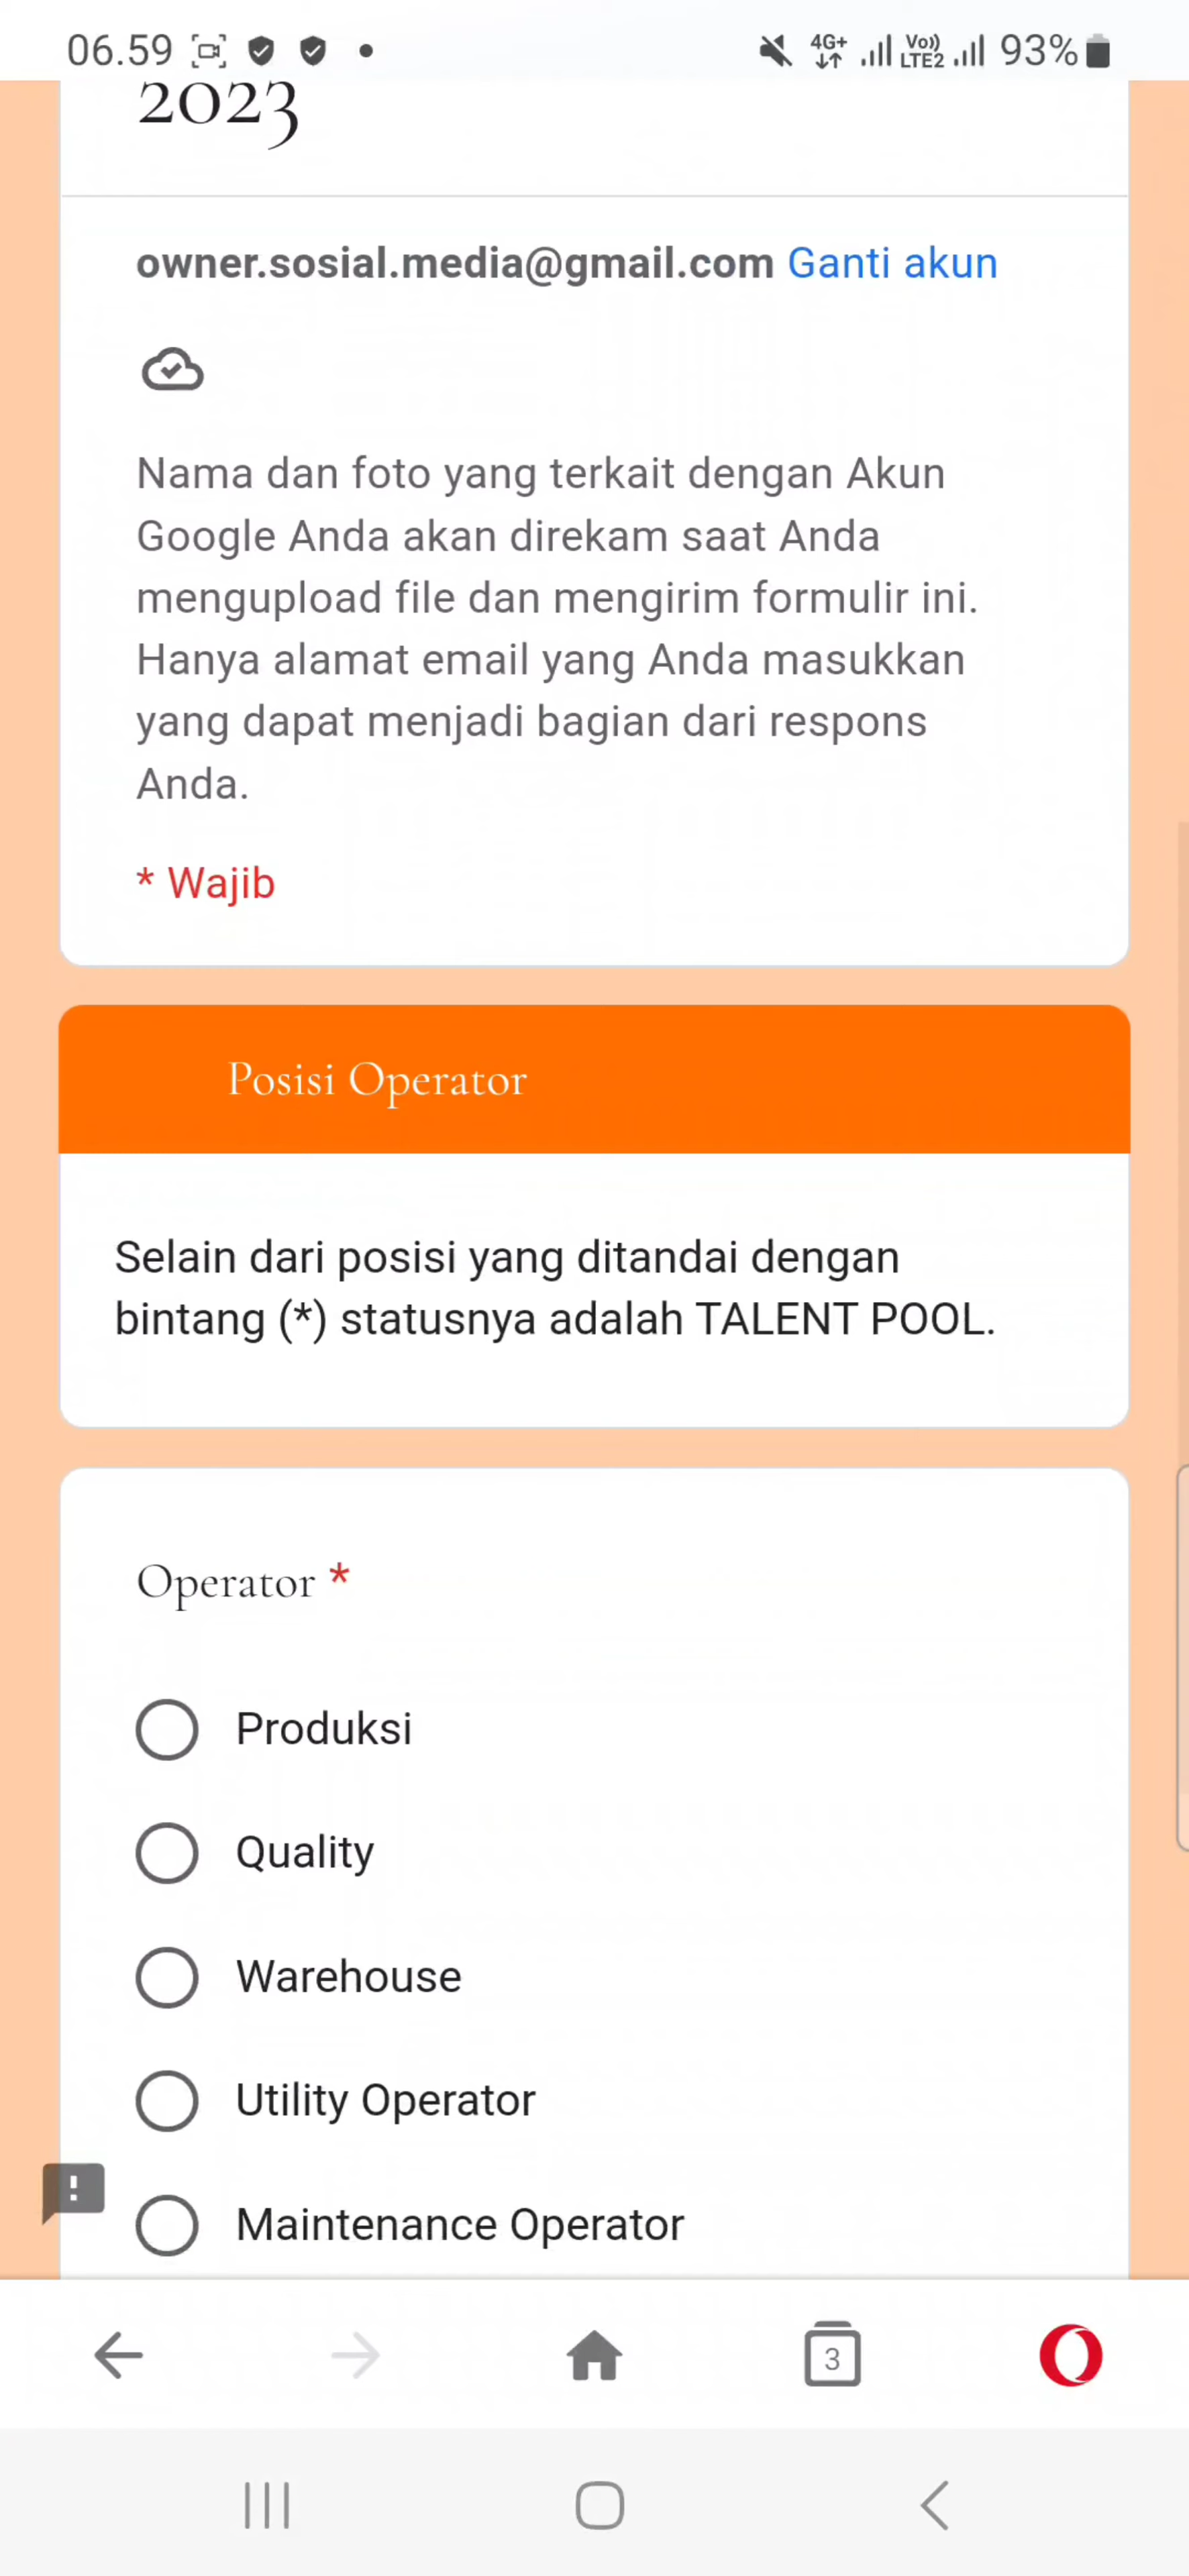 06.59 4G+ Vo)) LTE2 93%
2023
owner.sosial.media@gmail.com Ganti akun
Nama dan foto yang terkait dengan Akun
Google Anda akan direkam saat Anda
mengupload file dan mengirim formulir ini.
Hanya alamat email yang Anda masukkan
yang dapat menjadi bagian dari respons
Anda.
* Wajib
Posisi Operator
Selain dari posisi yang ditandai dengan
bintang (*) statusnya adalah TALENT POOL.
Operator *
Produksi
Quality
Warehouse
Utility Operator
!
Maintenance Operator
3